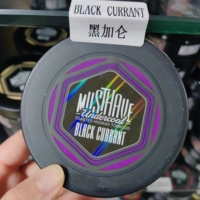 BLACK CURRANT
黑加仑
MUSTHAVE
Undercoal
BLACK CURRANT